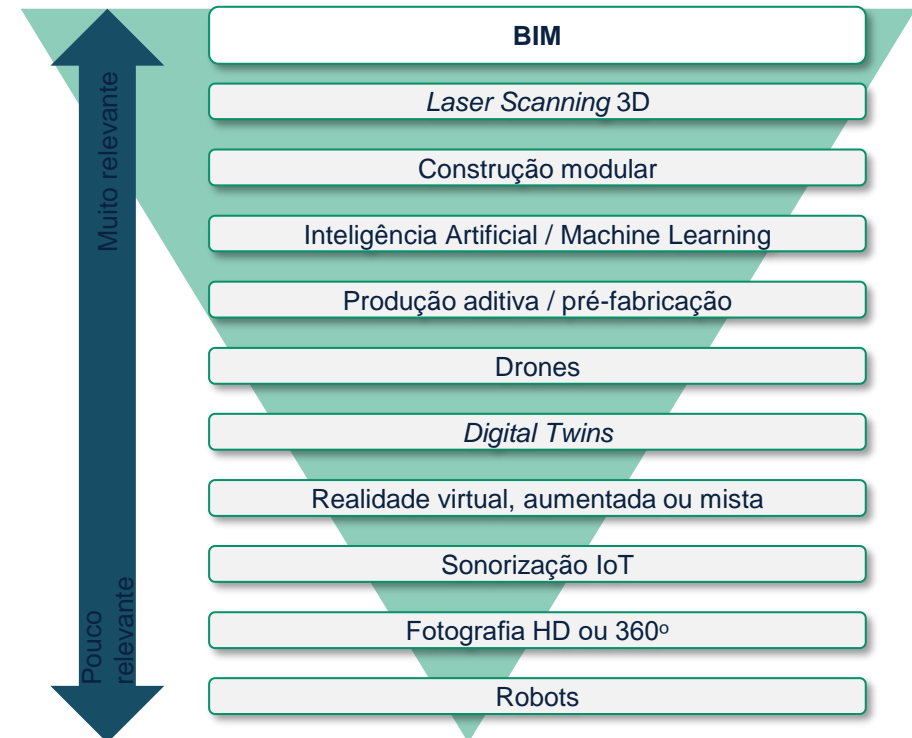 BIM
Laser Scanning 3D
Construção modular
Inteligência Artificial / Machine Learning
Produção aditiva / pré-fabricação
Drones
Digital Twins
Realidade virtual, aumentada ou mista
Sonorização IoT
Fotografia HD ou 360º
Robots
Muito relevante
Pouco
relevante